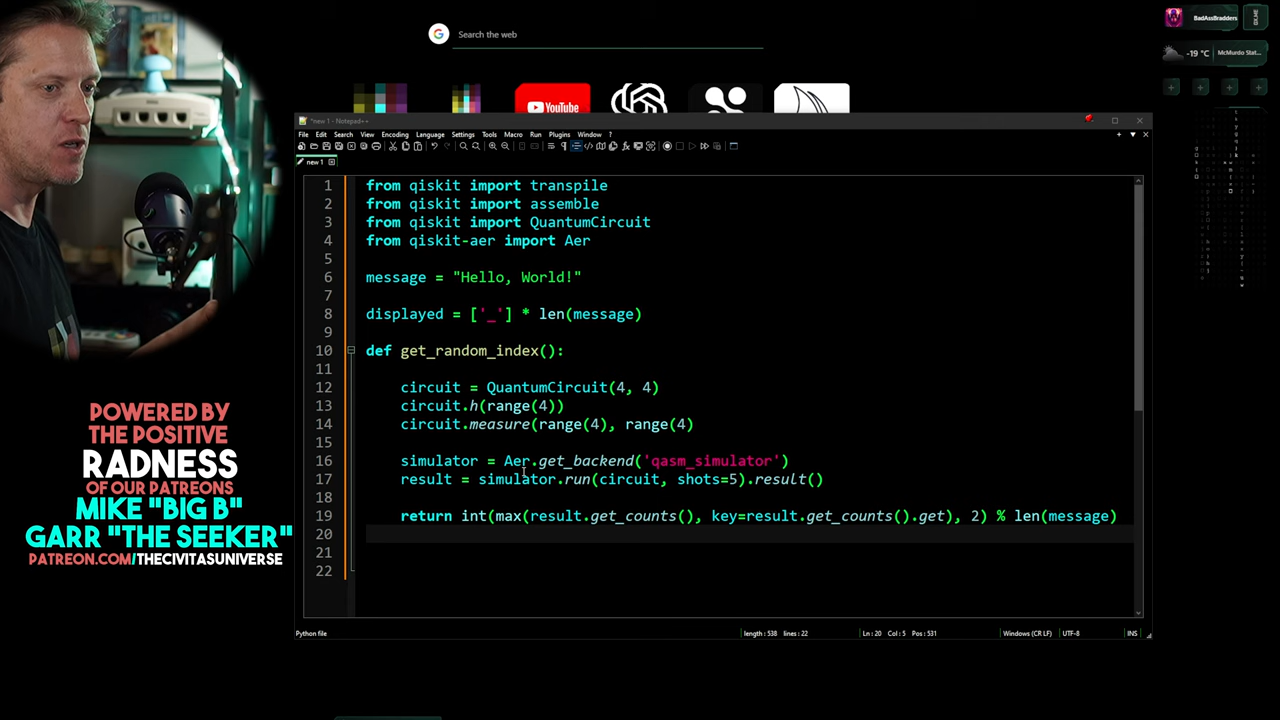 Search the web
BadAssBradders
-19 °C
McMurdo Stat...
YouTube
*new 1 - Notepad++
File Edit Search View Encoding Language Settings Tools Macro Run Plugins Window ?
new 1
1 from qiskit import transpile
2 from qiskit import assemble
3 from qiskit import QuantumCircuit
4 from qiskit-aer import Aer
5
6 message = "Hello, World!"
7
8 displayed = ['_'] * len(message)
9
10 def get_random_index():
11
12 circuit = QuantumCircuit(4, 4)
13 circuit.h(range(4))
14 circuit.measure(range(4), range(4)
15
16 simulator = Aer.get_backend('qasm_simulator')
17 result = simulator.run(circuit, shots=5).result()
18
19 return int(max(result.get_counts(), key=result.get_counts().get), 2) % len(message)
20
21
22
Python file length : 538 lines : 22 Ln : 20 Col : 5 Pos : 531 Windows (CR LF) UTF-8 INS
POWERED BY
THE POSITIVE
RADNESS
OF OUR PATREONS
MIKE "BIG B"
GARR "THE SEEKER"
PATREON.COM/THECIVITASUNIVERSE